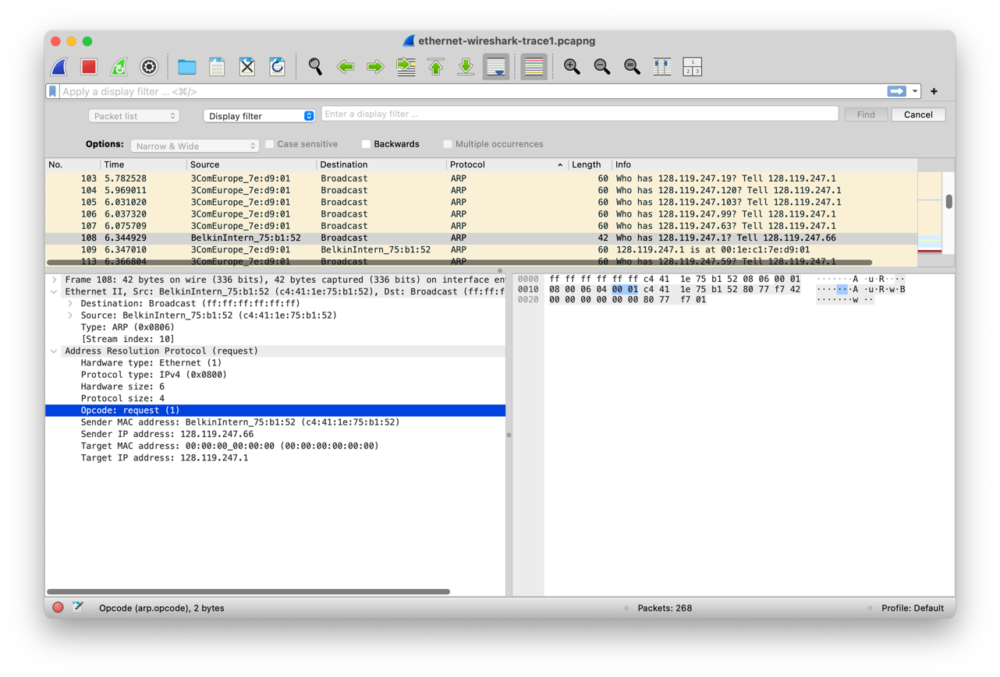 ethernet-wireshark-trace1.pcapng
1
2 3
Apply a display filter … <⌘/>
+
Packet list Display filter Enter a display filter … Find Cancel
Options: Narrow & Wide Case sensitive Backwards Multiple occurrences
No. Time Source Destination Protocol Length Info
103 5.782528 3ComEurope_7e:d9:01 Broadcast ARP 60 Who has 128.119.247.19? Tell 128.119.247.1
104 5.969011 3ComEurope_7e:d9:01 Broadcast ARP 60 Who has 128.119.247.120? Tell 128.119.247.1
105 6.031020 3ComEurope_7e:d9:01 Broadcast ARP 60 Who has 128.119.247.103? Tell 128.119.247.1
106 6.037320 3ComEurope_7e:d9:01 Broadcast ARP 60 Who has 128.119.247.99? Tell 128.119.247.1
107 6.075709 3ComEurope_7e:d9:01 Broadcast ARP 60 Who has 128.119.247.63? Tell 128.119.247.1
108 6.344929 BelkinIntern_75:b1:52 Broadcast ARP 42 Who has 128.119.247.1? Tell 128.119.247.66
109 6.347010 3ComEurope_7e:d9:01 BelkinIntern_75:b1:52 ARP 60 128.119.247.1 is at 00:1e:c1:7e:d9:01
113 6.366804 3ComEurope_7e:d9:01 Broadcast ARP 60 Who has 128.119.247.59? Tell 128.119.247.1
Frame 108: 42 bytes on wire (336 bits), 42 bytes captured (336 bits) on interface en
Ethernet II, Src: BelkinIntern_75:b1:52 (c4:41:1e:75:b1:52), Dst: Broadcast (ff:ff:f
Destination: Broadcast (ff:ff:ff:ff:ff:ff)
Source: BelkinIntern_75:b1:52 (c4:41:1e:75:b1:52)
Type: ARP (0x0806)
[Stream index: 10]
Address Resolution Protocol (request)
Hardware type: Ethernet (1)
Protocol type: IPv4 (0x0800)
Hardware size: 6
Protocol size: 4
Opcode: request (1)
Sender MAC address: BelkinIntern_75:b1:52 (c4:41:1e:75:b1:52)
Sender IP address: 128.119.247.66
Target MAC address: 00:00:00_00:00:00 (00:00:00:00:00:00)
Target IP address: 128.119.247.1
0000 ff ff ff ff ff ff c4 41 1e 75 b1 52 08 06 00 01 ·······A ·u·R····
0010 08 00 06 04 00 01 c4 41 1e 75 b1 52 80 77 f7 42 ·······A ·u·R·w·B
0020 00 00 00 00 00 00 80 77 f7 01 ·······w ··
Opcode (arp.opcode), 2 bytes Packets: 268 Profile: Default